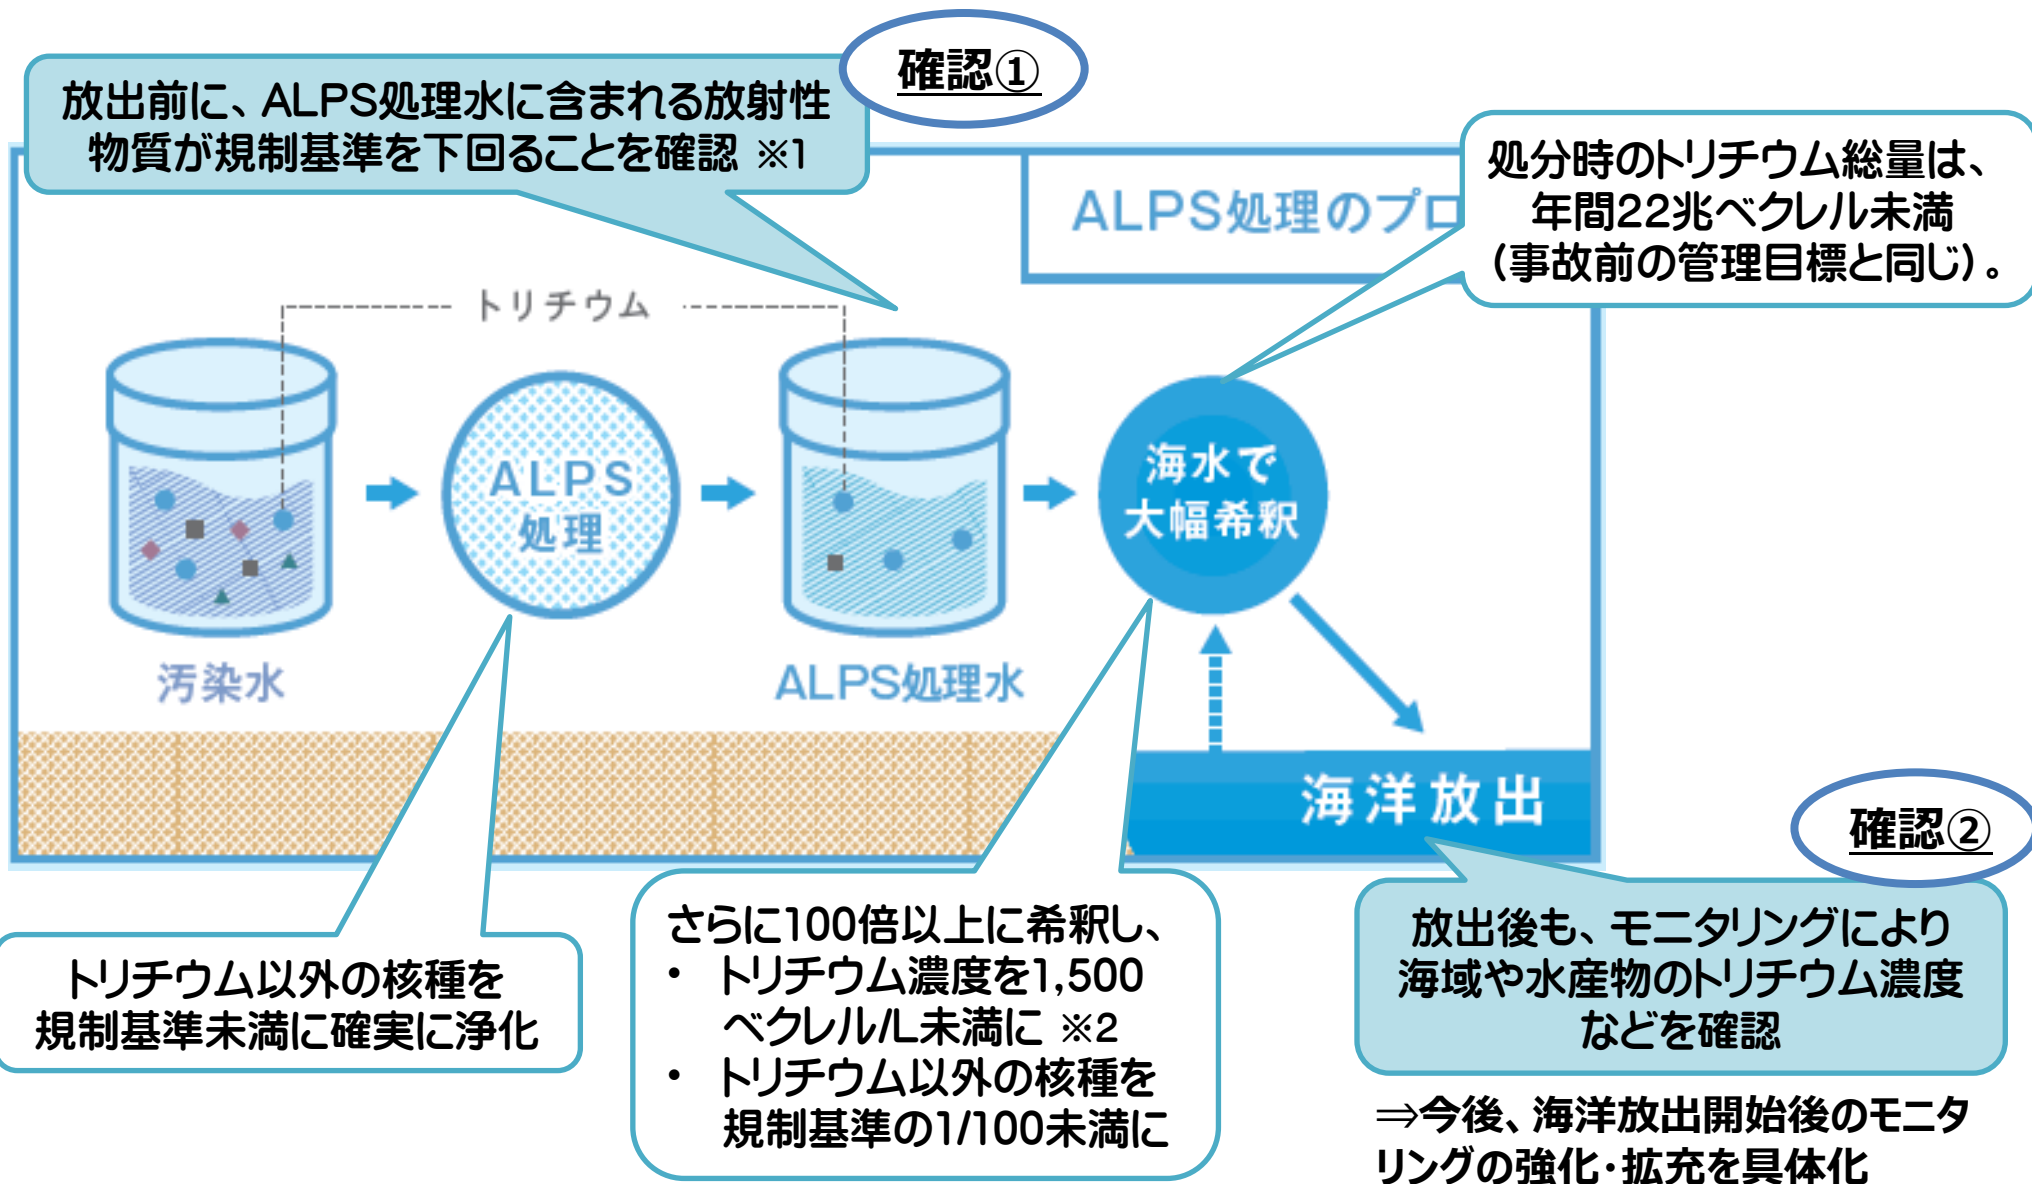 確認①
放出前に、ALPS処理水に含まれる放射性
物質が規制基準を下回ることを確認 ※1
処分時のトリチウム総量は、
年間22兆ベクレル未満
（事故前の管理目標と同じ）。
ALPS処理のプロ
トリチウム
ALPS
処理
海水で
大幅希釈
汚染水
ALPS処理水
海洋放出
確認②
トリチウム以外の核種を
規制基準未満に確実に浄化
さらに100倍以上に希釈し、
• トリチウム濃度を1,500
ベクレル/L未満に ※2
• トリチウム以外の核種を
規制基準の1/100未満に
放出後も、モニタリングにより
海域や水産物のトリチウム濃度
などを確認
⇒今後、海洋放出開始後のモニタ
リングの強化・拡充を具体化